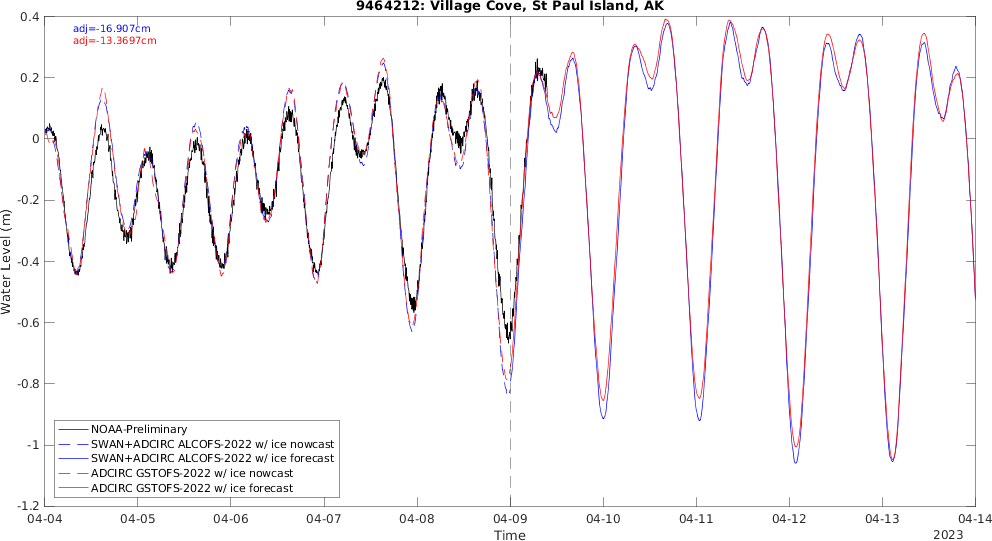 9464212: Village Cove, St Paul Island, AK
adj=-16.907cm
adj=-13.3697cm
0.4
0.2
0
-0.2
-0.4
-0.6
-0.8
-1
-1.2
Water Level (m)
NOAA-Preliminary
SWAN+ADCIRC ALCOFS-2022 w/ ice nowcast
SWAN+ADCIRC ALCOFS-2022 w/ ice forecast
ADCIRC GSTOFS-2022 w/ ice nowcast
ADCIRC GSTOFS-2022 w/ ice forecast
04-04 04-05 04-06 04-07 04-08 04-09 04-10 04-11 04-12 04-13 04-14
Time
2023